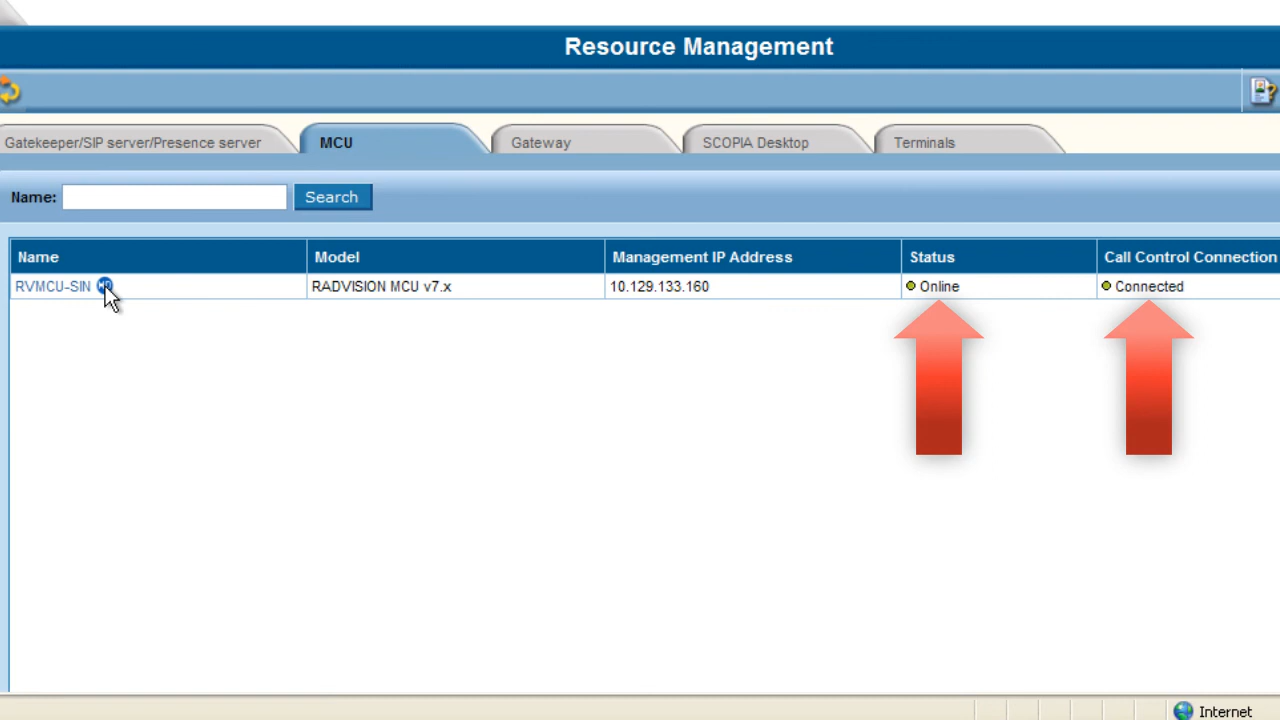 Resource Management
Gatekeeper/SIP server/Presence server MCU Gateway SCOPIA Desktop Terminals
Name: Search
Name Model Management IP Address Status Call Control Connection
RVMCU-SIN RADVISION MCU v7.x 10.129.133.160 Online Connected
Internet